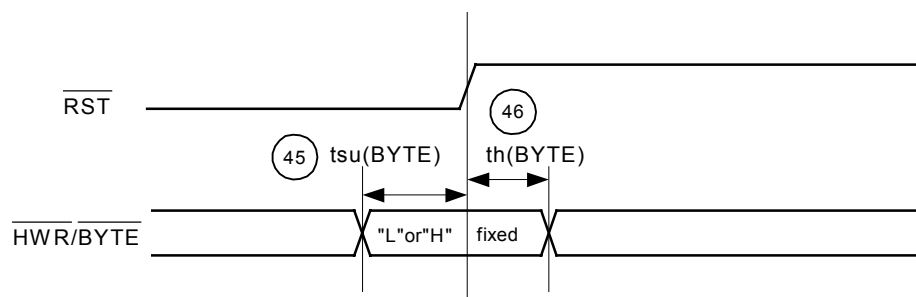 RST
46
45 tsu(BYTE) th(BYTE)
HWR/BYTE "L"or"H" fixed